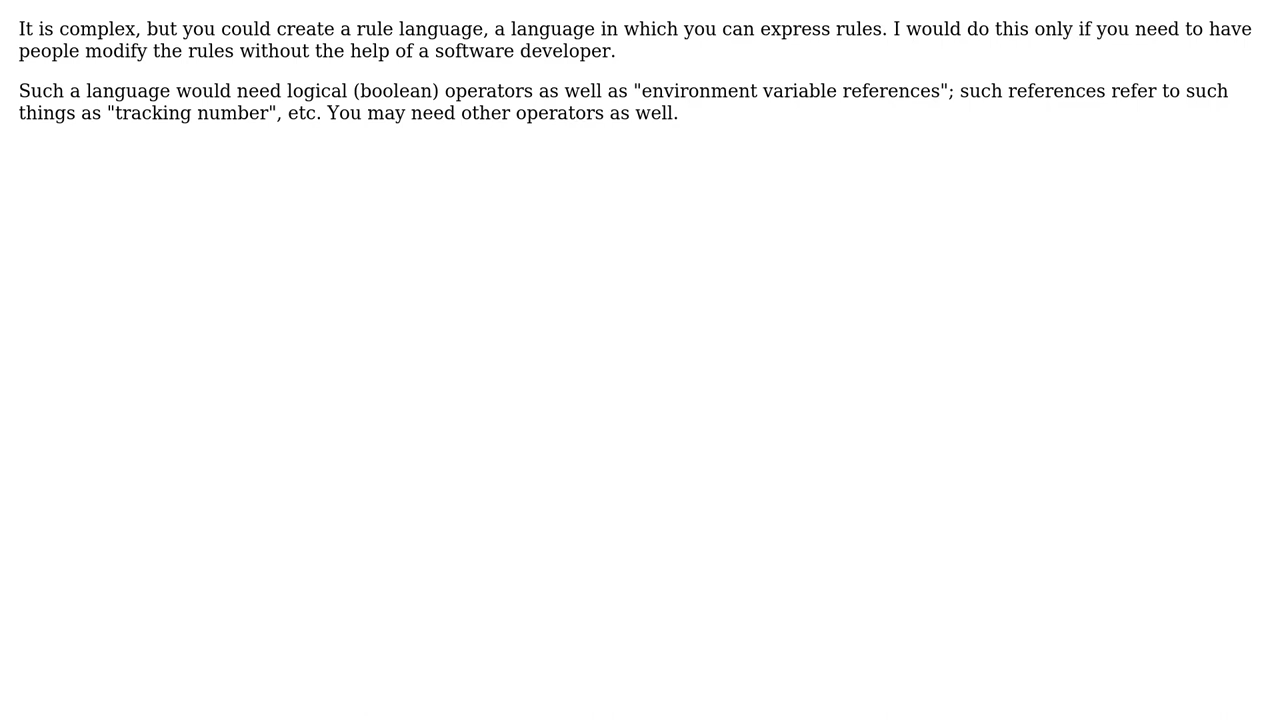 It is complex, but you could create a rule language, a language in which you can express rules. I would do this only if you need to have
people modify the rules without the help of a software developer.
Such a language would need logical (boolean) operators as well as "environment variable references"; such references refer to such
things as "tracking number", etc. You may need other operators as well.